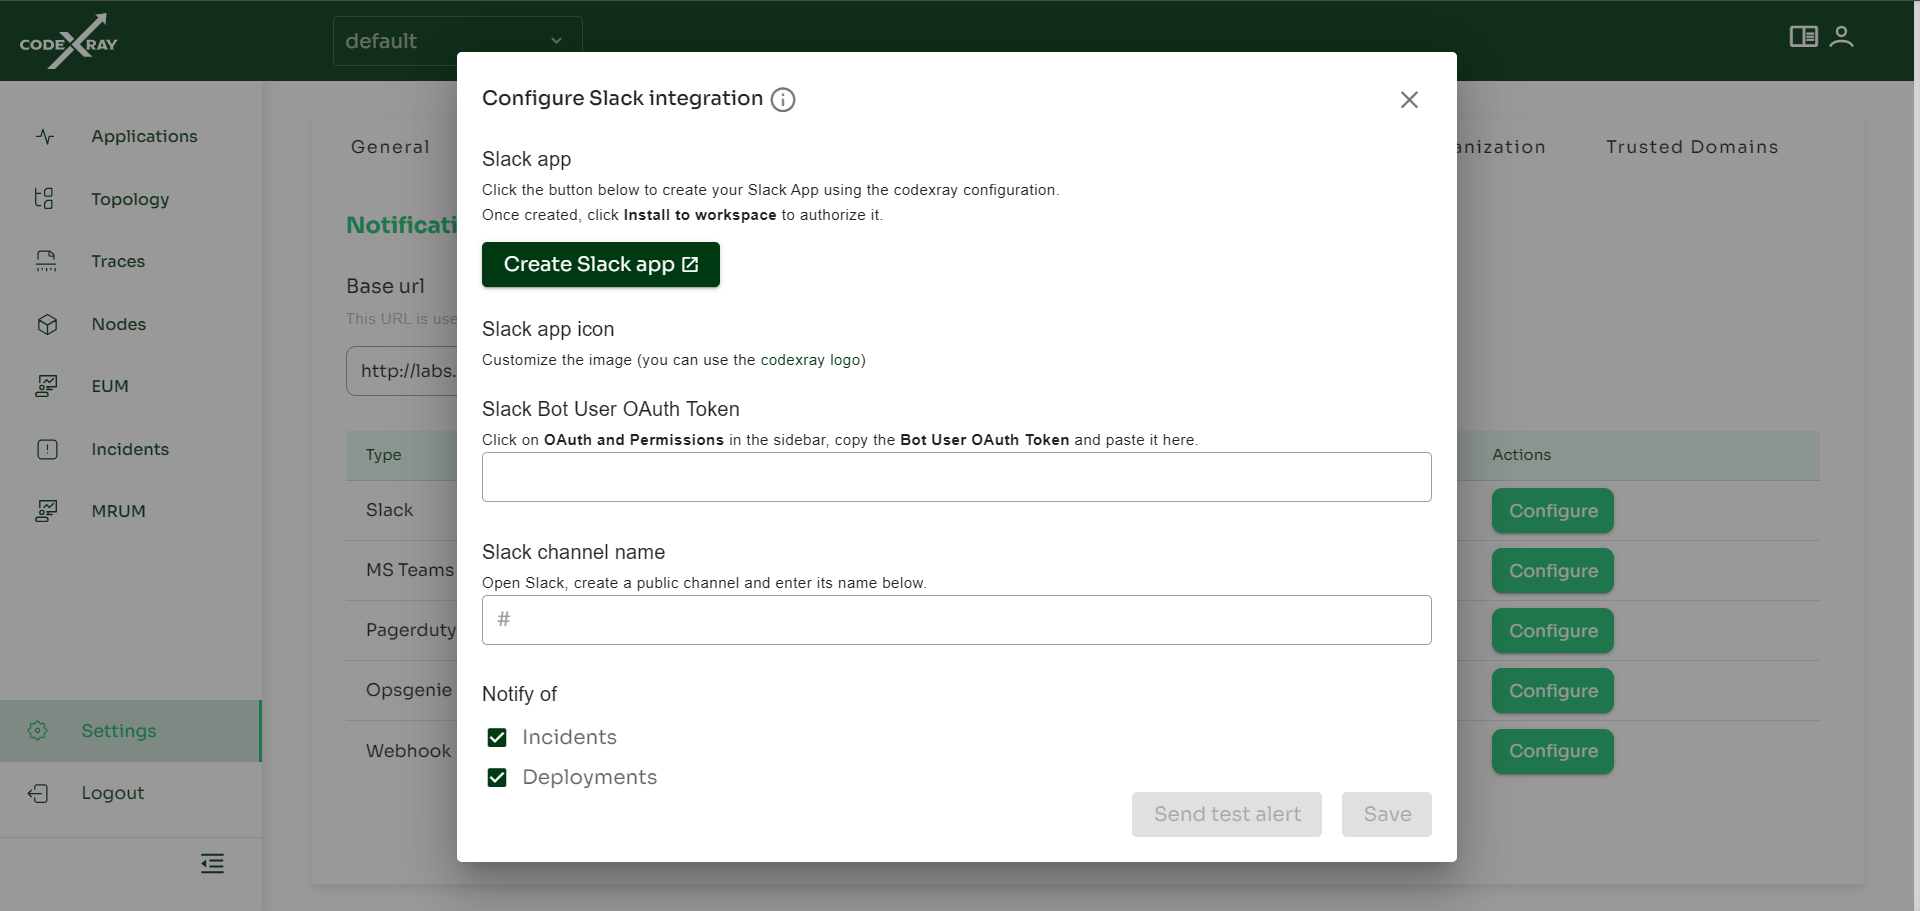 CODEXRAY
default
Applications
Topology
Traces
Nodes
EUM
Incidents
MRUM
Settings
Logout
General
anization
Trusted Domains
Notificati
Base url
This URL is use
http://labs.
Type
Actions
Slack
Configure
MS Teams
Configure
Pagerduty
Configure
Opsgenie
Configure
Webhook
Configure
Configure Slack integration
Slack app
Click the button below to create your Slack App using the codexray configuration.
Once created, click Install to workspace to authorize it.
Create Slack app
Slack app icon
Customize the image (you can use the codexray logo)
Slack Bot User OAuth Token
Click on OAuth and Permissions in the sidebar, copy the Bot User OAuth Token and paste it here.
Slack channel name
Open Slack, create a public channel and enter its name below.
#
Notify of
Incidents
Deployments
Send test alert
Save